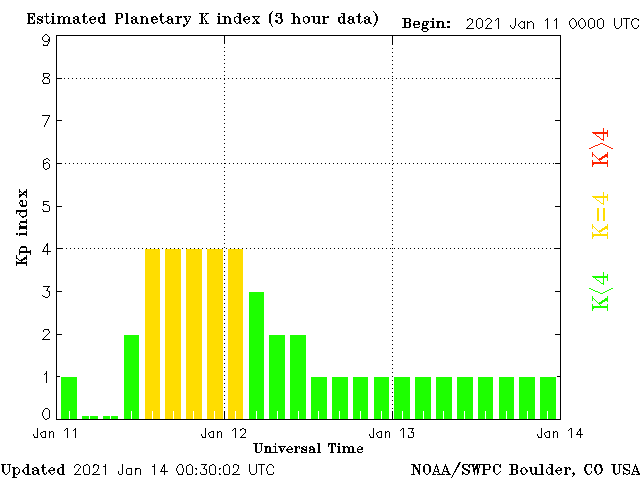 Estimated Planetary K index (3 hour data) Begin: 2021 Jan 11 0000 UTC
9
8
7
6
5
4
3
2
1
0
Kp index
K>4
K=4
K<4
Jan 11 Jan 12 Jan 13 Jan 14
Universal Time
Updated 2021 Jan 14 00:30:02 UTC NOAA/SWPC Boulder, CO USA